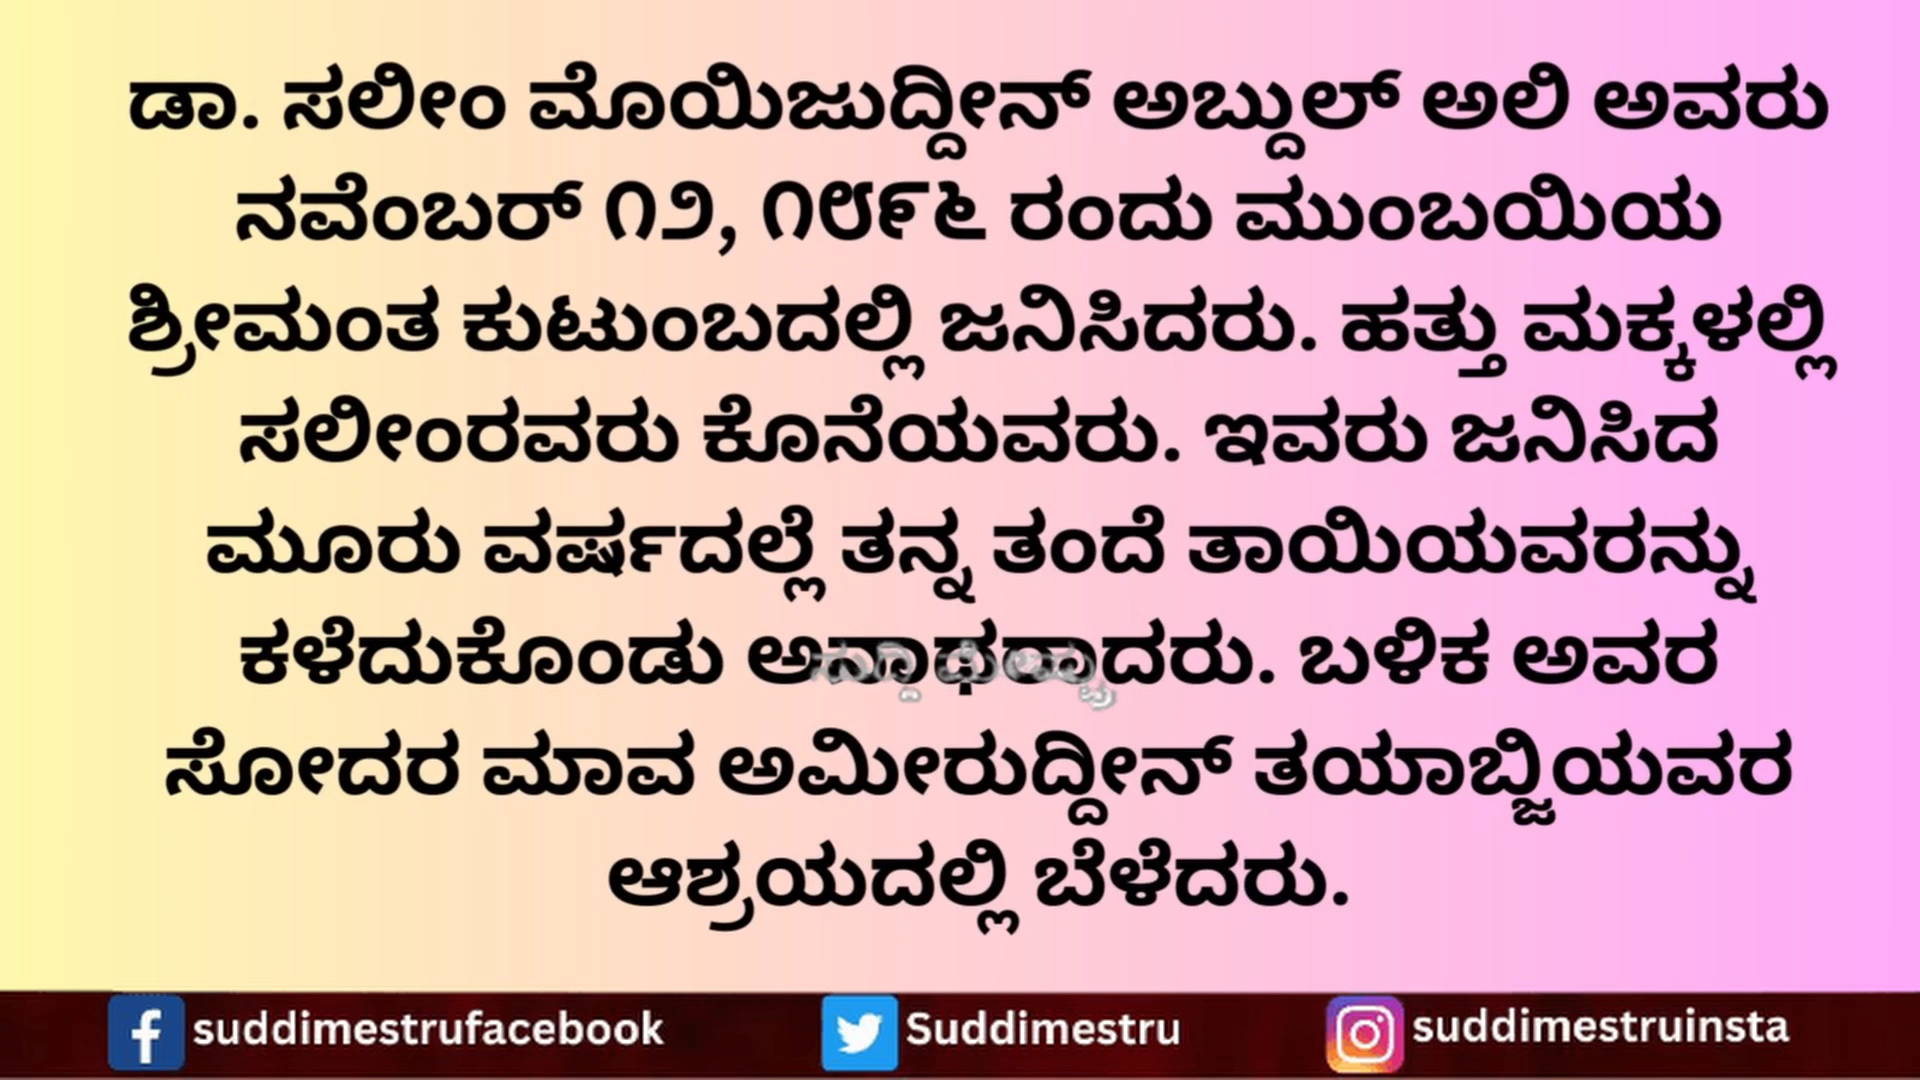 ಡಾ. ಸಲೀಂ ಮೊಯಿಜುದ್ದೀನ್ ಅಬ್ದುಲ್ ಅಲಿ ಅವರು
ನವೆಂಬರ್ ೧೨, ೧೮೯೬ ರಂದು ಮುಂಬಯಿಯ
ಶ್ರೀಮಂತ ಕುಟುಂಬದಲ್ಲಿ ಜನಿಸಿದರು. ಹತ್ತು ಮಕ್ಕಳಲ್ಲಿ
ಸಲೀಂರವರು ಕೊನೆಯವರು. ಇವರು ಜನಿಸಿದ
ಮೂರು ವರ್ಷದಲ್ಲೆ ತನ್ನ ತಂದೆ ತಾಯಿಯವರನ್ನು
ಕಳೆದುಕೊಂಡು ಅನಾಥರಾದರು. ಬಳಿಕ ಅವರ
ಸೋದರ ಮಾವ ಅಮೀರುದ್ದೀನ್ ತಯಾಬ್ಜಿಯವರ
ಆಶ್ರಯದಲ್ಲಿ ಬೆಳೆದರು.
suddimestrufacebook Suddimestru suddimestruinsta